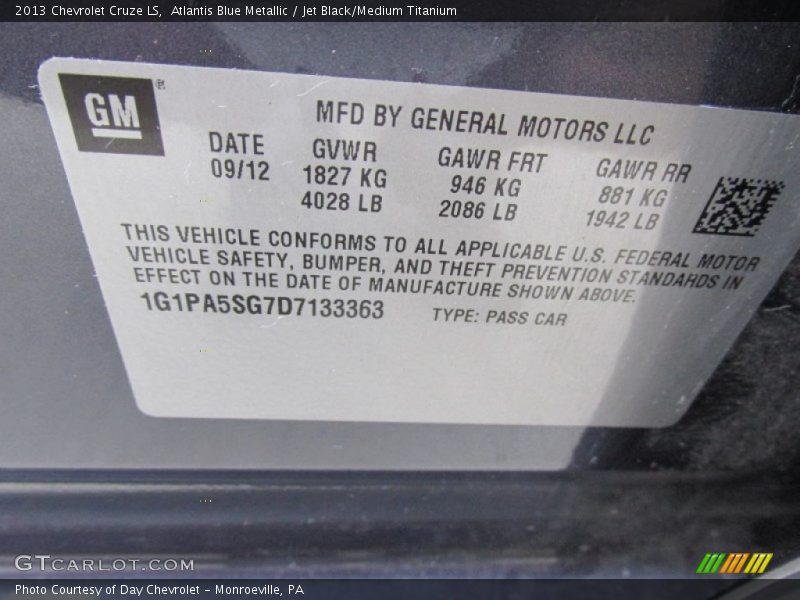 2013 Chevrolet Cruze LS,  Atlantis Blue Metallic / Jet Black/Medium Titanium
GM ®
MFD BY GENERAL MOTORS LLC
DATE GVWR GAWR FRT GAWR RR
09/12 1827 KG 946 KG 881 KG
4028 LB 2086 LB 1942 LB
THIS VEHICLE CONFORMS TO ALL APPLICABLE U.S. FEDERAL MOTOR
VEHICLE SAFETY, BUMPER, AND THEFT PREVENTION STANDARDS IN
EFFECT ON THE DATE OF MANUFACTURE SHOWN ABOVE.
1G1PA5SG7D7133363 TYPE: PASS CAR
GTCARLOT.COM
Photo Courtesy of Day Chevrolet - Monroeville, PA